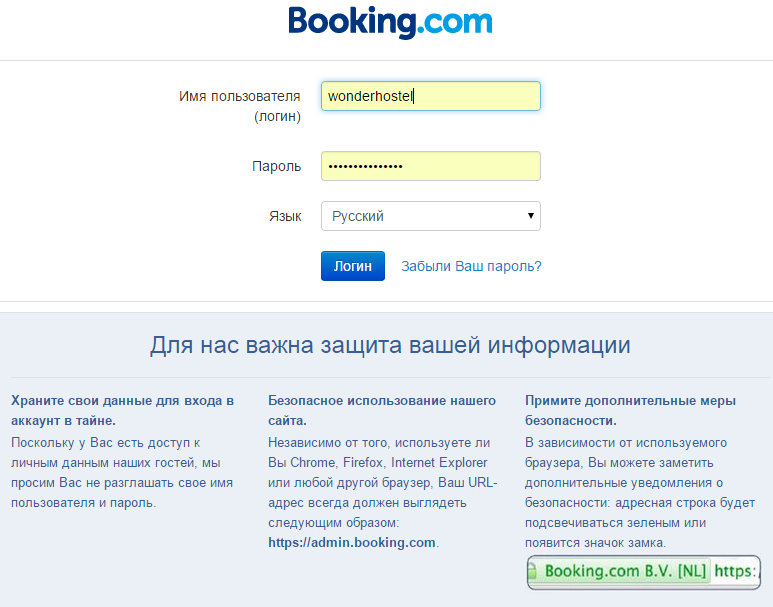 Booking.com
Имя пользователя
(логин)
wonderhostel
Пароль
•••••••••••••••
Язык
Русский
Логин
Забыли Ваш пароль?
Для нас важна защита вашей информации
Храните свои данные для входа в
аккаунт в тайне.
Поскольку у Вас есть доступ к
личным данным наших гостей, мы
просим Вас не разглашать свое имя
пользователя и пароль.
Безопасное использование нашего
сайта.
Независимо от того, используете ли
Вы Chrome, Firefox, Internet Explorer
или любой другой браузер, Ваш URL-
адрес всегда должен выглядеть
следующим образом:
https://admin.booking.com.
Примите дополнительные меры
безопасности.
В зависимости от используемого
браузера, Вы можете заметить
дополнительные уведомления о
безопасности: адресная строка будет
подсвечиваться зеленым или
появится значок замка.
Booking.com B.V. [NL] https: